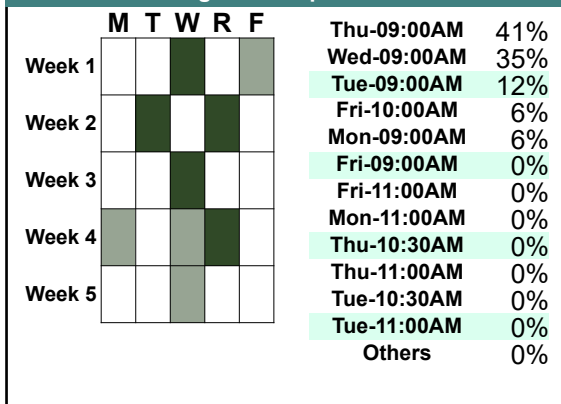 M T W R F
Week 1
Week 2
Week 3
Week 4
Week 5
Thu-09:00AM 41%
Wed-09:00AM 35%
Tue-09:00AM 12%
Fri-10:00AM 6%
Mon-09:00AM 6%
Fri-09:00AM 0%
Fri-11:00AM 0%
Mon-11:00AM 0%
Thu-10:30AM 0%
Thu-11:00AM 0%
Tue-10:30AM 0%
Tue-11:00AM 0%
Others 0%